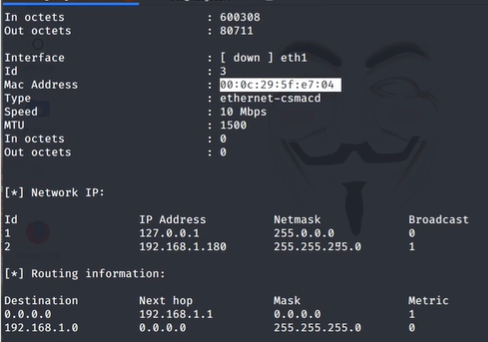 In octets : 600308
Out octets : 80711
Interface : [ down ] eth1
Id : 3
Mac Address : 00:0c:29:5f:e7:04
Type : ethernet-csmacd
Speed : 10 Mbps
MTU : 1500
In octets : 0
Out octets : 0
[*] Network IP:
Id IP Address Netmask Broadcast
1 127.0.0.1 255.0.0.0 0
2 192.168.1.180 255.255.255.0 1
[*] Routing information:
Destination Next hop Mask Metric
0.0.0.0 192.168.1.1 0.0.0.0 1
192.168.1.0 0.0.0.0 255.255.255.0 0